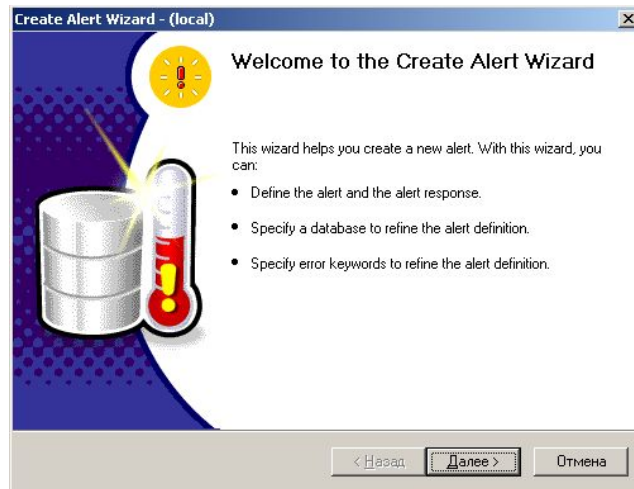 Create Alert Wizard - (local)
Welcome to the Create Alert Wizard
This wizard helps you create a new alert. With this wizard, you
can:
• Define the alert and the alert response.
• Specify a database to refine the alert definition.
• Specify error keywords to refine the alert definition.
< Назад Далее > Отмена